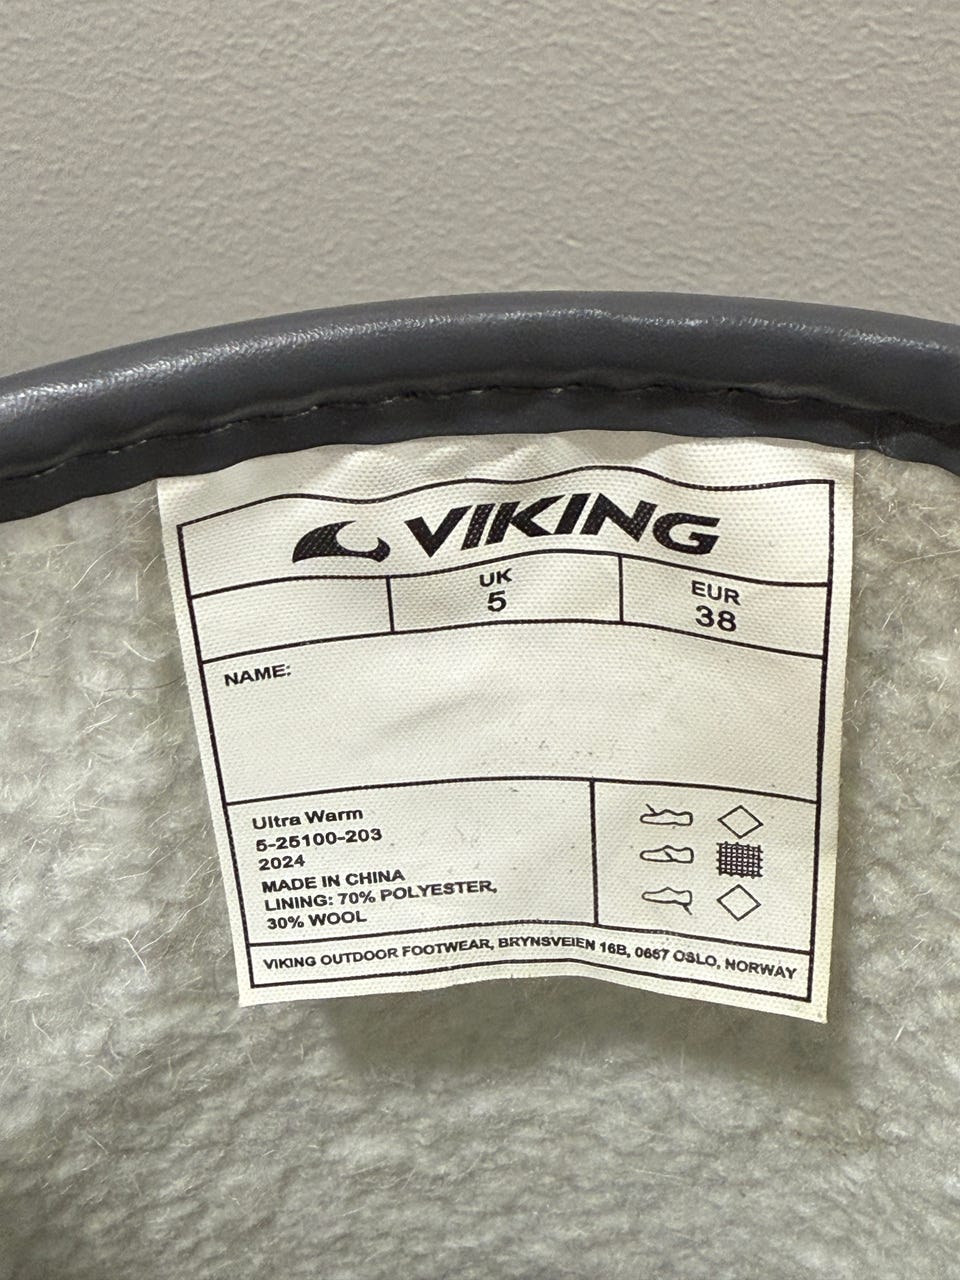 VIKING
UK
5
EUR
38
NAME:
Ultra Warm
5-25100-203
2024
MADE IN CHINA
LINING: 70% POLYESTER,
30% WOOL
VIKING OUTDOOR FOOTWEAR, BRYNSVEIEN 16B, 0667 OSLO, NORWAY